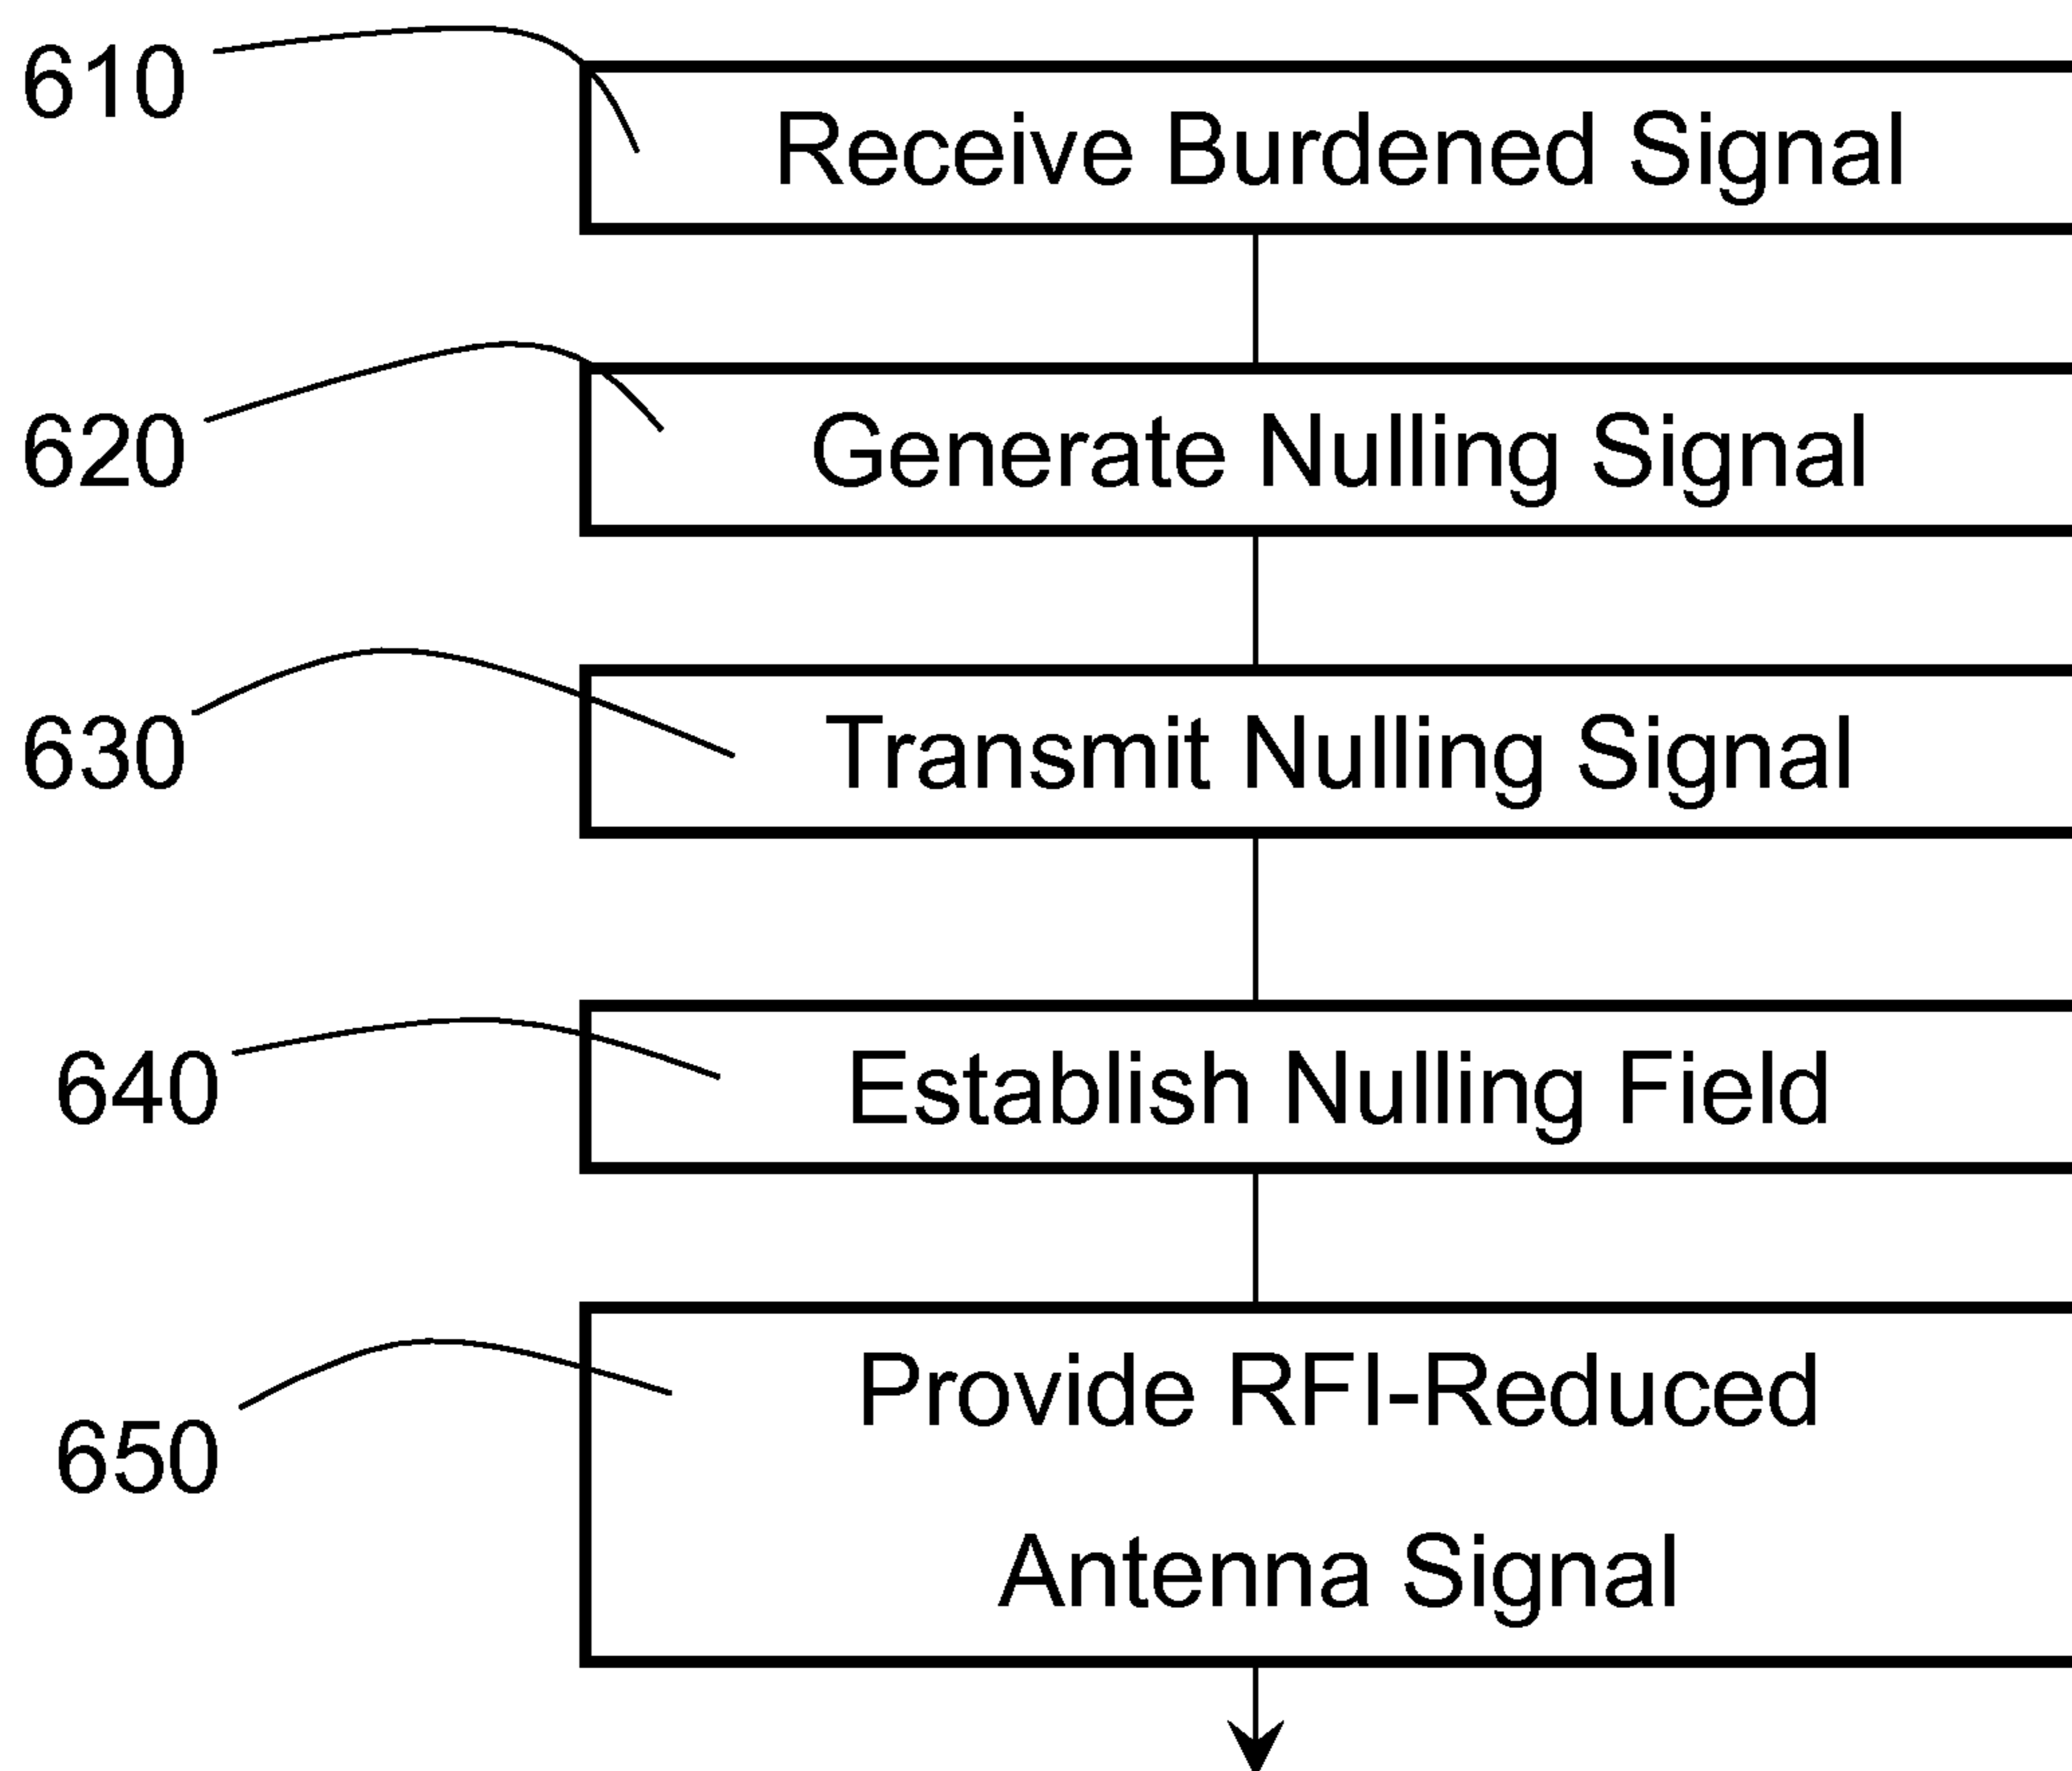 610
Receive Burdened Signal
620
Generate Nulling Signal
630
Transmit Nulling Signal
640
Establish Nulling Field
650
Provide RFI-Reduced
Antenna Signal